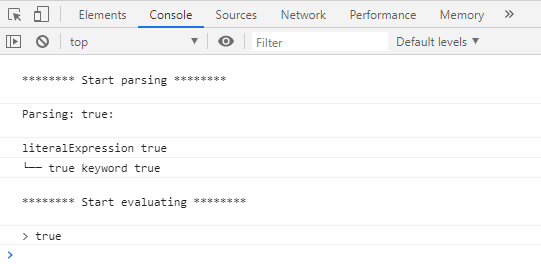 Elements Console Sources Network Performance Memory »
top ▼ Filter Default levels ▼
******** Start parsing ********
Parsing: true:
literalExpression true
└── true keyword true
******** Start evaluating ********
> true
>